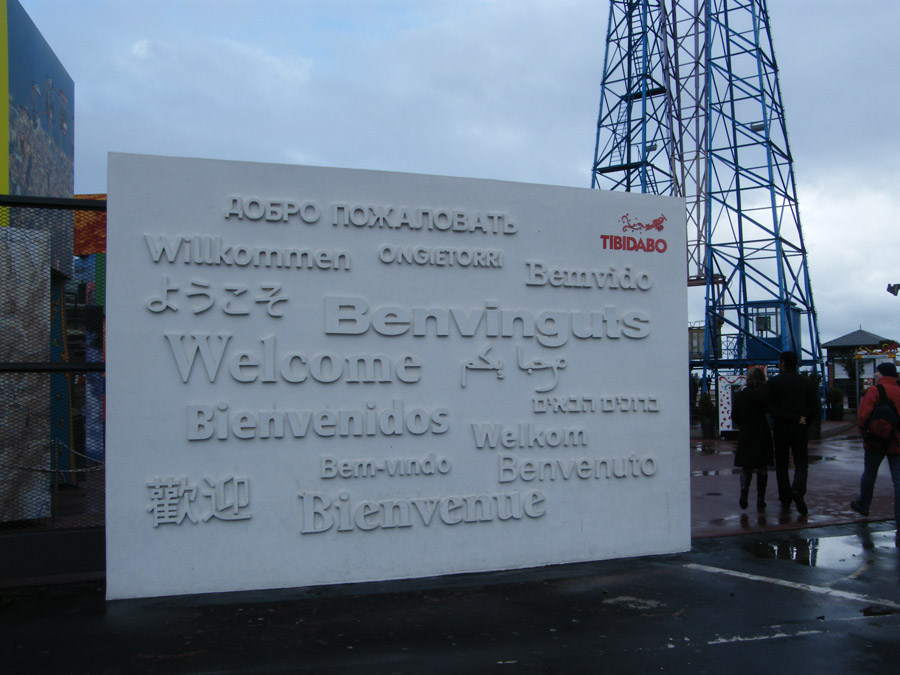 ДОБРО ПОЖАЛОВАТЬ
TIBIDABO
Willkommen
ONGIETORRI
Bemvido
ようこそ
Benvinguts
Welcome
مرحبا بكم
Bienvenidos
ברוכים הבאים
Welkom
Bem-vindo
Benvenuto
歡迎
Bienvenue